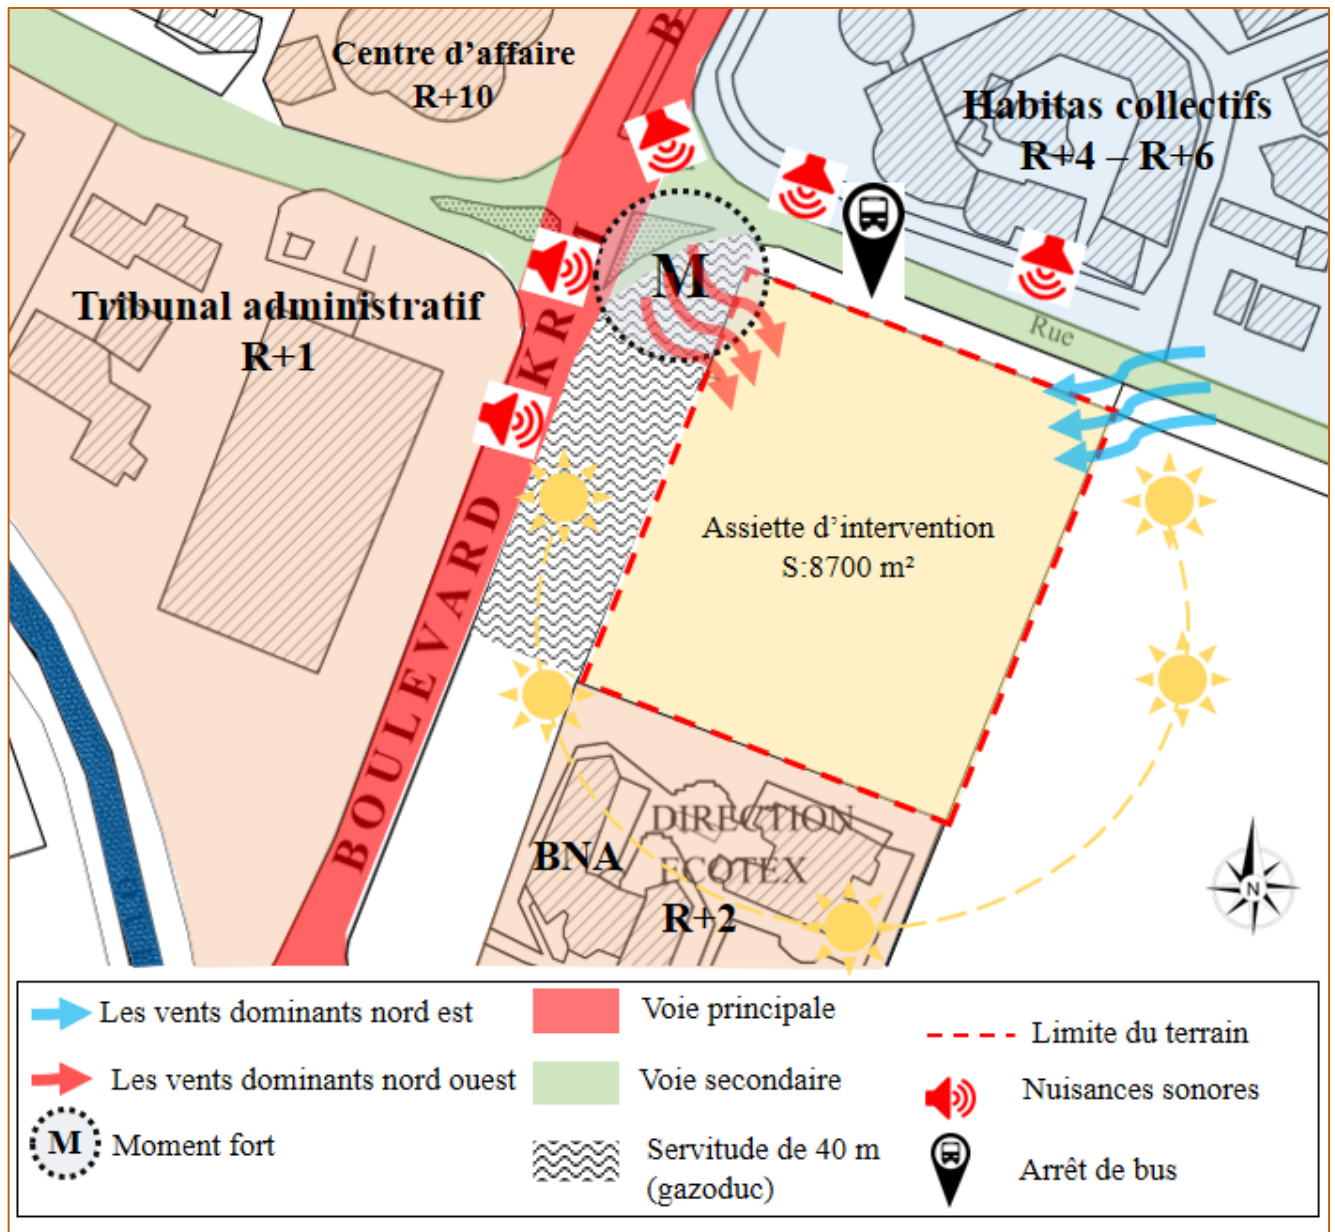 Centre d'affaire
R+10
B
Habitas collectifs
R+4 – R+6
Tribunal administratif
R+1
M
Rue
BOULEVARD KRI I
Assiette d'intervention
S:8700 m²
DIRECTION
ECOTEX
BNA
R+2
N
Les vents dominants nord est
Les vents dominants nord ouest
M Moment fort
Voie principale
Voie secondaire
Servitude de 40 m
(gazoduc)
Limite du terrain
Nuisances sonores
Arrêt de bus